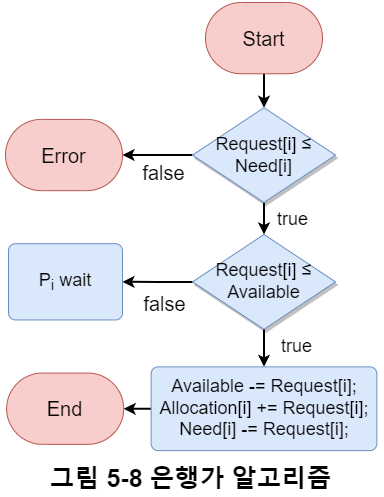 Start
Request[i] ≤
Need[i]
Error
false
true
Request[i] ≤
Available
Pi wait
false
true
Available -= Request[i];
Allocation[i] += Request[i];
Need[i] -= Request[i];
End
그림 5-8 은행가 알고리즘